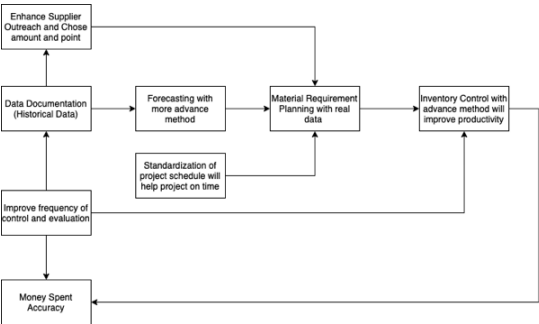 Enhance Supplier
Outreach and Chose
amount and point
Data Documentation
(Historical Data)
Forecasting with
more advance
method
Material Requirement
Planning with real
data
Inventory Control with
advance method will
improve productivity
Standardization of
project schedule will
help project on time
Improve frequency of
control and evaluation
Money Spent
Accuracy